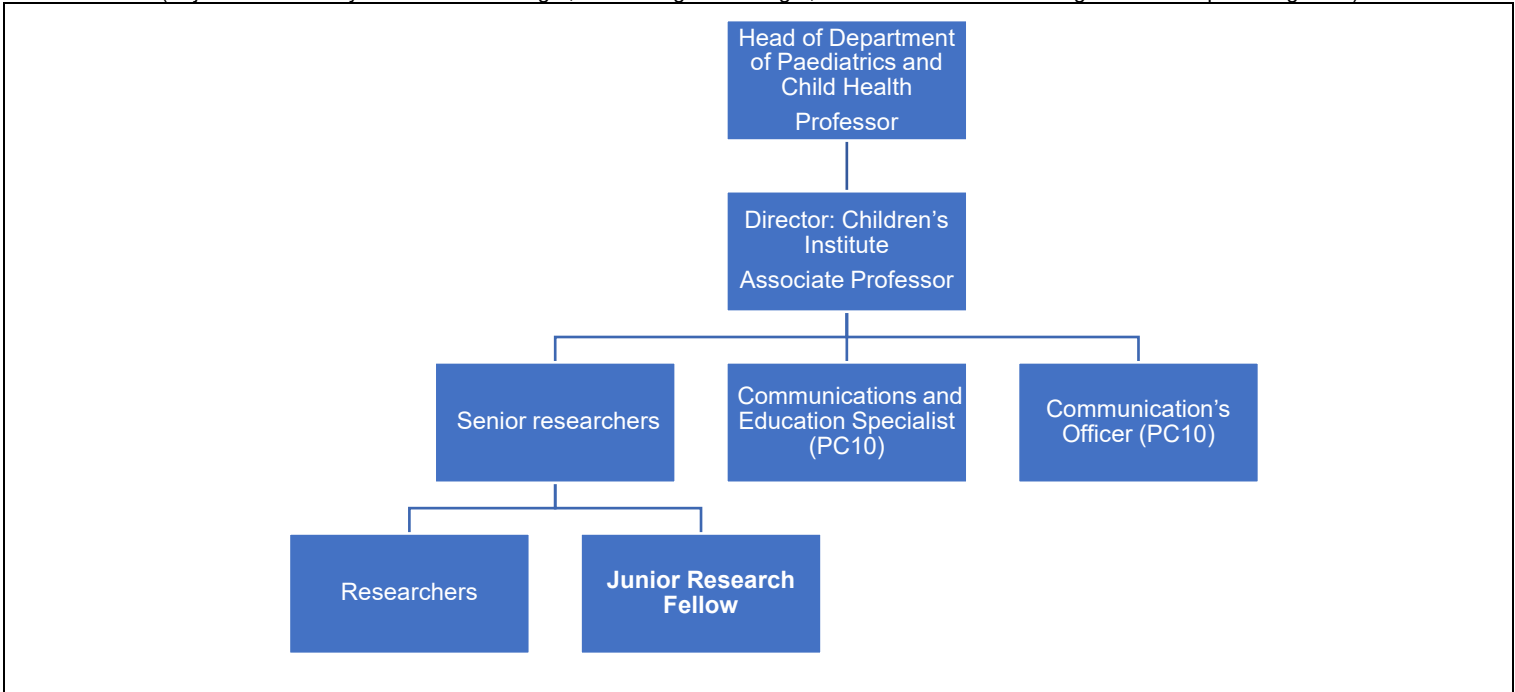 Head of Department
of Paediatrics and
Child Health
Professor
Director: Children’s
Institute
Associate Professor
Senior researchers
Communications and
Education Specialist
(PC10)
Communication’s
Officer (PC10)
Researchers
Junior Research
Fellow